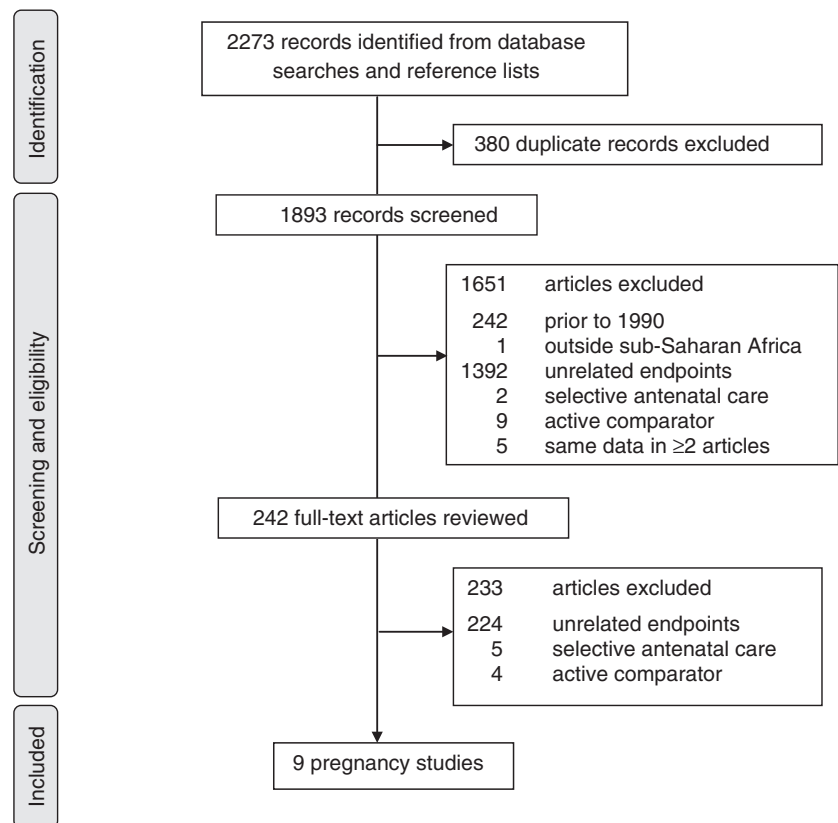 Identification
2273 records identified from database
searches and reference lists
380 duplicate records excluded
Screening and eligibility
1893 records screened
1651 articles excluded
242 prior to 1990
1 outside sub-Saharan Africa
1392 unrelated endpoints
2 selective antenatal care
9 active comparator
5 same data in ≥2 articles
242 full-text articles reviewed
233 articles excluded
224 unrelated endpoints
5 selective antenatal care
4 active comparator
Included
9 pregnancy studies